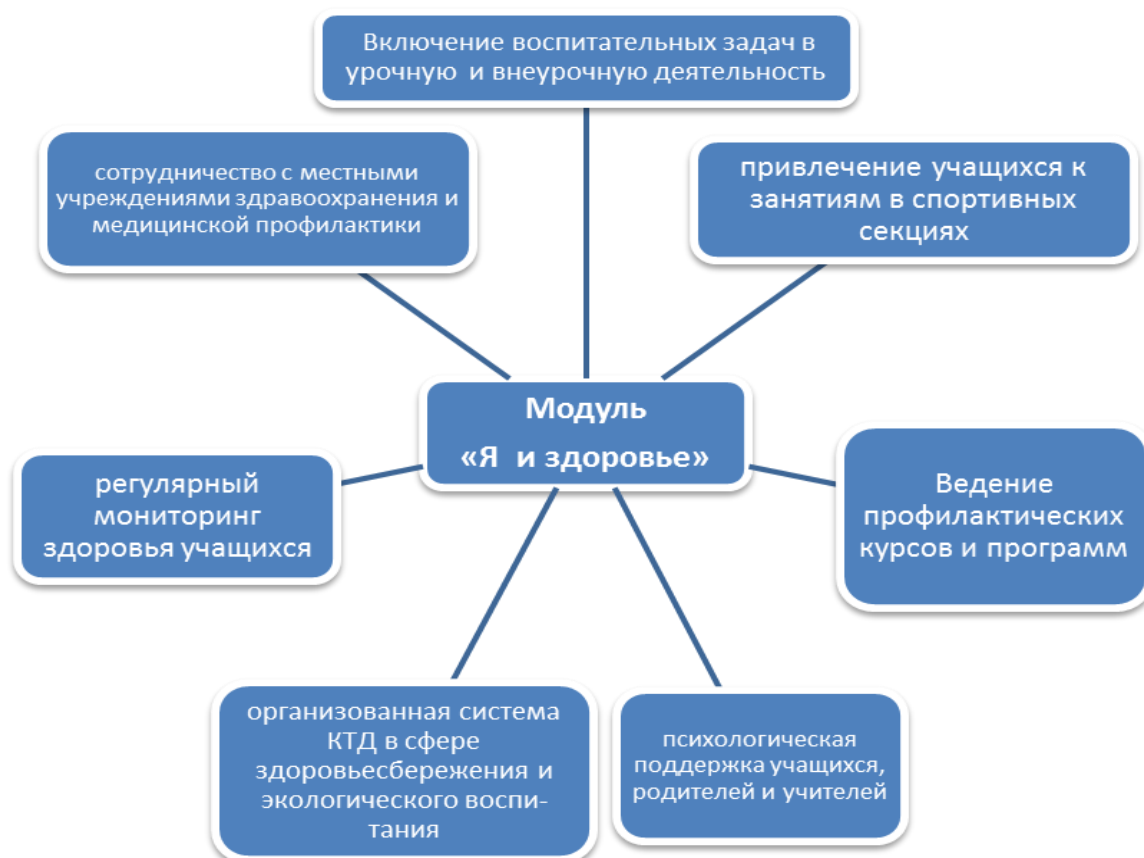 Включение воспитательных задач в
урочную и внеурочную деятельность
сотрудничество с местными
учреждениями здравоохранения и
медицинской профилактики
привлечение учащихся к
занятиям в спортивных
секциях
Модуль
«Я и здоровье»
регулярный
мониторинг
здоровья учащихся
Ведение
профилактических
курсов и программ
организованная система
КТД в сфере
здоровьесбережения и
экологического воспи-
тания
психологическая
поддержка учащихся,
родителей и учителей